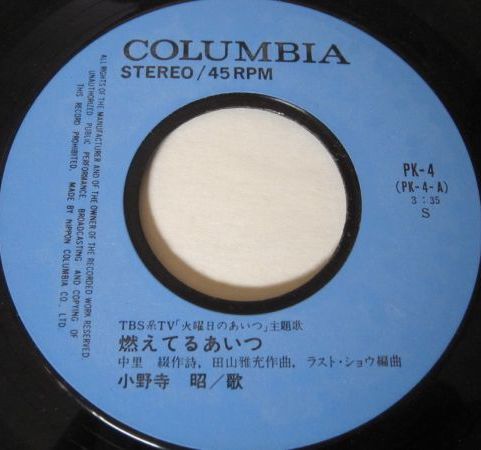 COLUMBIA
STEREO/45 RPM
ALL RIGHTS OF THE MANUFACTURER AND OF THE OWNER OF THE RECORDED WORK RESERVED.
UNAUTHORIZED PUBLIC PERFORMANCE, BROADCASTING AND COPYING OF
THIS RECORD PROHIBITED. MADE BY NIPPON COLUMBIA CO., LTD.
PK-4
(PK-4-A)
3:35
S
TBS系TV「火曜日のあいつ」主題歌
燃えてるあいつ
中里 綴作詩, 田山雅充作曲, ラスト・ショウ編曲
小野寺 昭/歌